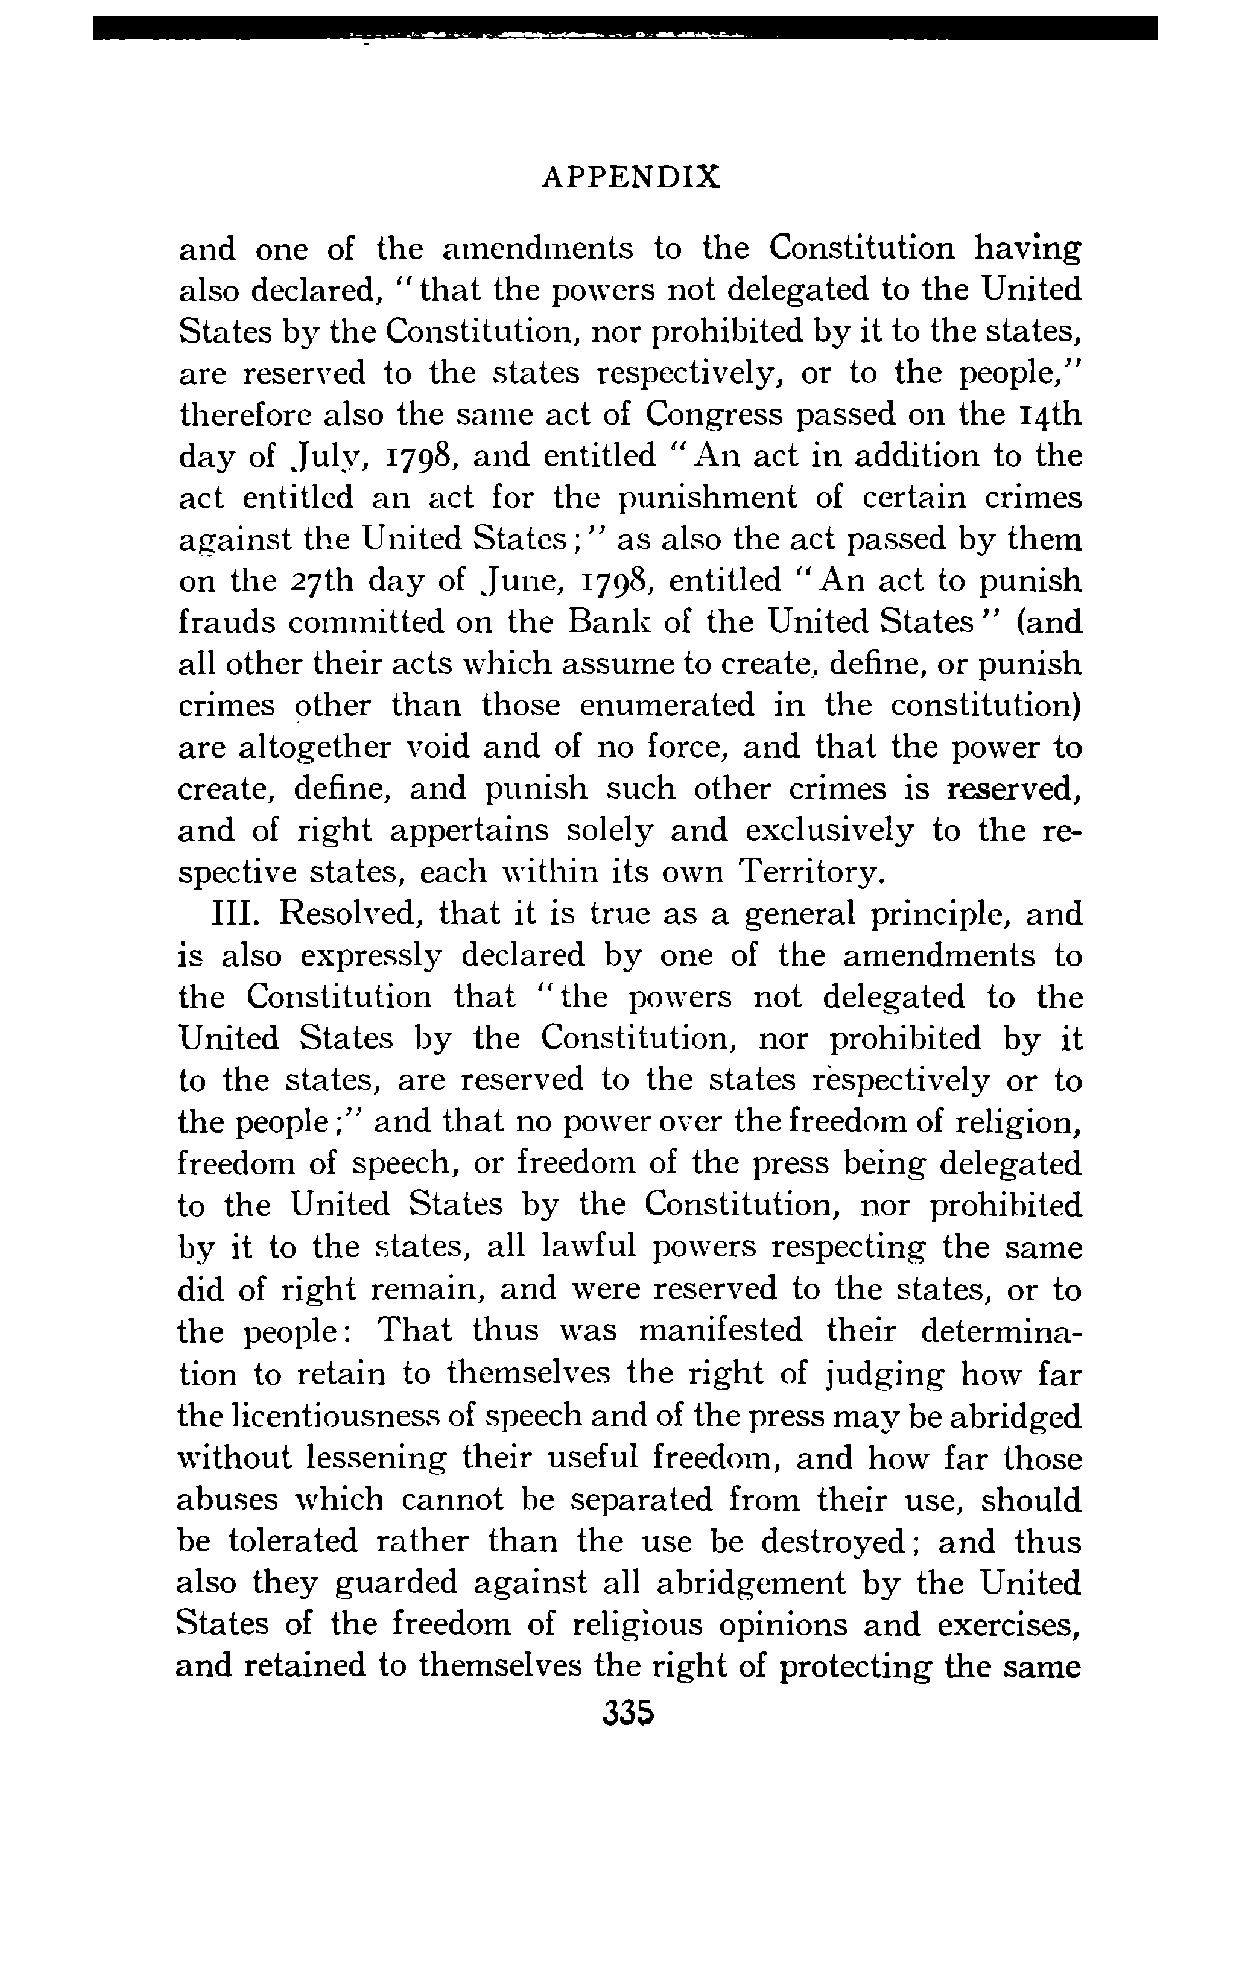 APPENDIX
and one of the amendments to the Constitution having
also declared, "that the powers not delegated to the United
States by the Constitution, nor prohibited by it to the states,
are reserved to the states respectively, or to the people,"
therefore also the same act of Congress passed on the 14th
day of July, 1798, and entitled "An act in addition to the
act entitled an act for the punishment of certain crimes
against the United States;" as also the act passed by them
on the 27th day of June, 1798, entitled "An act to punish
frauds committed on the Bank of the United States" (and
all other their acts which assume to create, define, or punish
crimes other than those enumerated in the constitution)
are altogether void and of no force, and that the power to
create, define, and punish such other crimes is reserved,
and of right appertains solely and exclusively to the re-
spective states, each within its own Territory.
III. Resolved, that it is true as a general principle, and
is also expressly declared by one of the amendments to
the Constitution that "the powers not delegated to the
United States by the Constitution, nor prohibited by it
to the states, are reserved to the states respectively or to
the people;" and that no power over the freedom of religion,
freedom of speech, or freedom of the press being delegated
to the United States by the Constitution, nor prohibited
by it to the states, all lawful powers respecting the same
did of right remain, and were reserved to the states, or to
the people: That thus was manifested their determina-
tion to retain to themselves the right of judging how far
the licentiousness of speech and of the press may be abridged
without lessening their useful freedom, and how far those
abuses which cannot be separated from their use, should
be tolerated rather than the use be destroyed; and thus
also they guarded against all abridgement by the United
States of the freedom of religious opinions and exercises,
and retained to themselves the right of protecting the same
335